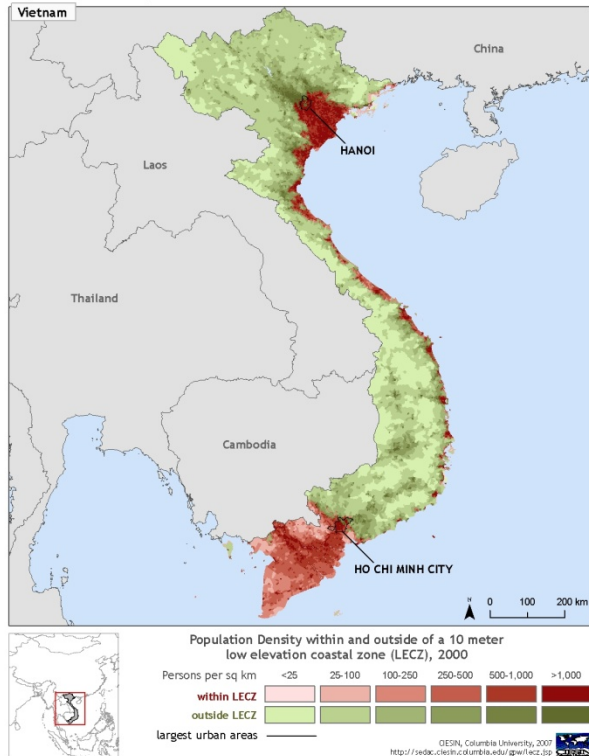 Vietnam
China
HANOI
Laos
Thailand
Cambodia
HO CHI MINH CITY
N
0 100 200 km
Population Density within and outside of a 10 meter
low elevation coastal zone (LECZ), 2000
Persons per sq km <25 25-100 100-250 250-500 500-1,000 >1,000
within LECZ
outside LECZ
largest urban areas
CIESIN, Columbia University, 2007
http://sedac.ciesin.columbia.edu/gpw/lecz.jsp